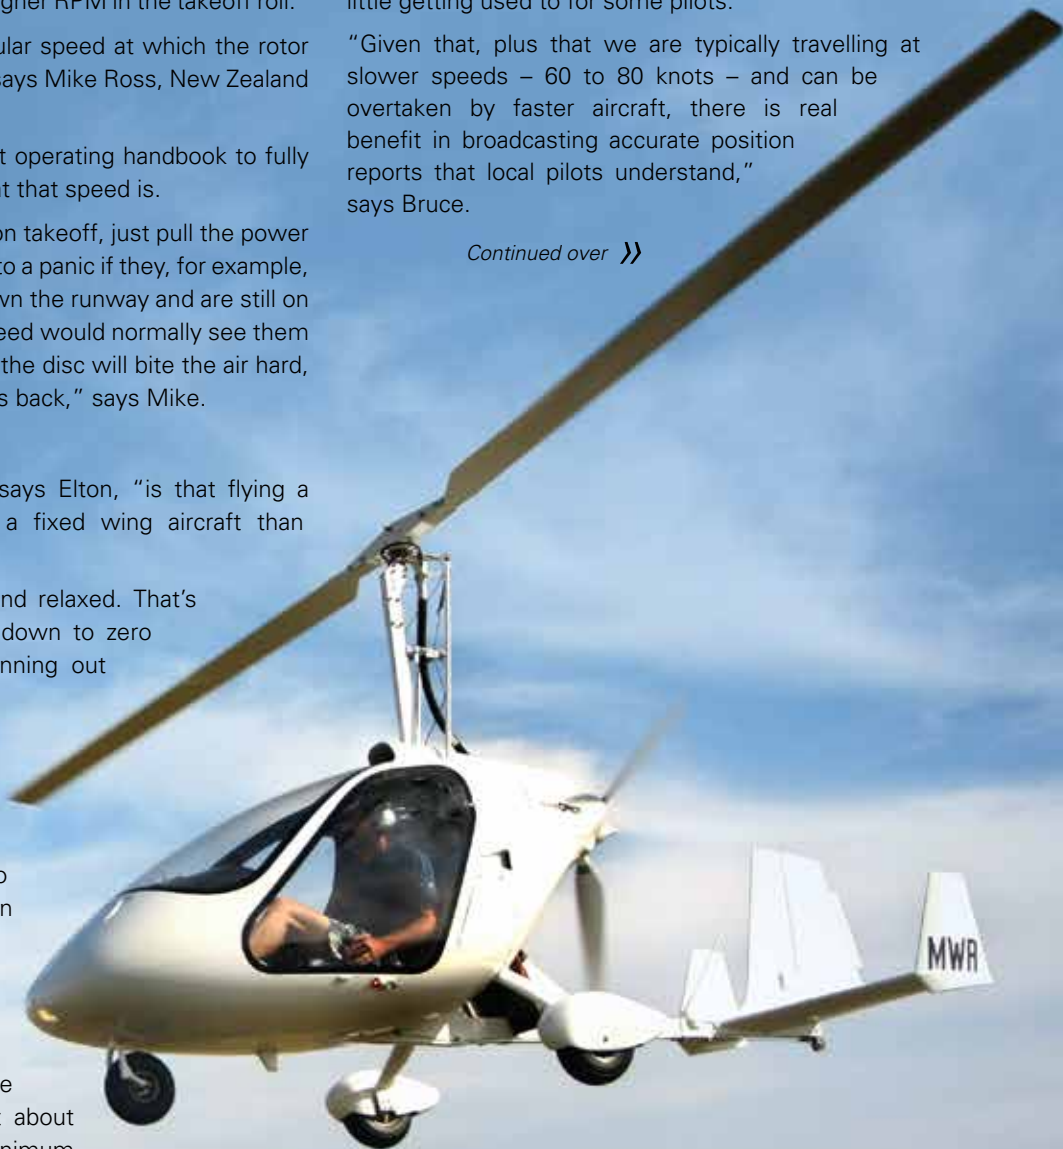 gher RPM in the takeoff roll.
ular speed at which the rotor
says Mike Ross, New Zealand
t operating handbook to fully
at that speed is.
on takeoff, just pull the power
to a panic if they, for example,
wn the runway and are still on
eed would normally see them
the disc will bite the air hard,
s back,” says Mike.
says Elton, “is that flying a
a fixed wing aircraft than
nd relaxed. That’s
down to zero
nning out
o
n
e
t about
nimum
little getting used to for some pilots.
“Given that, plus that we are typically travelling at
slower speeds – 60 to 80 knots – and can be
overtaken by faster aircraft, there is real
benefit in broadcasting accurate position
reports that local pilots understand,”
says Bruce.
Continued over »
MWR